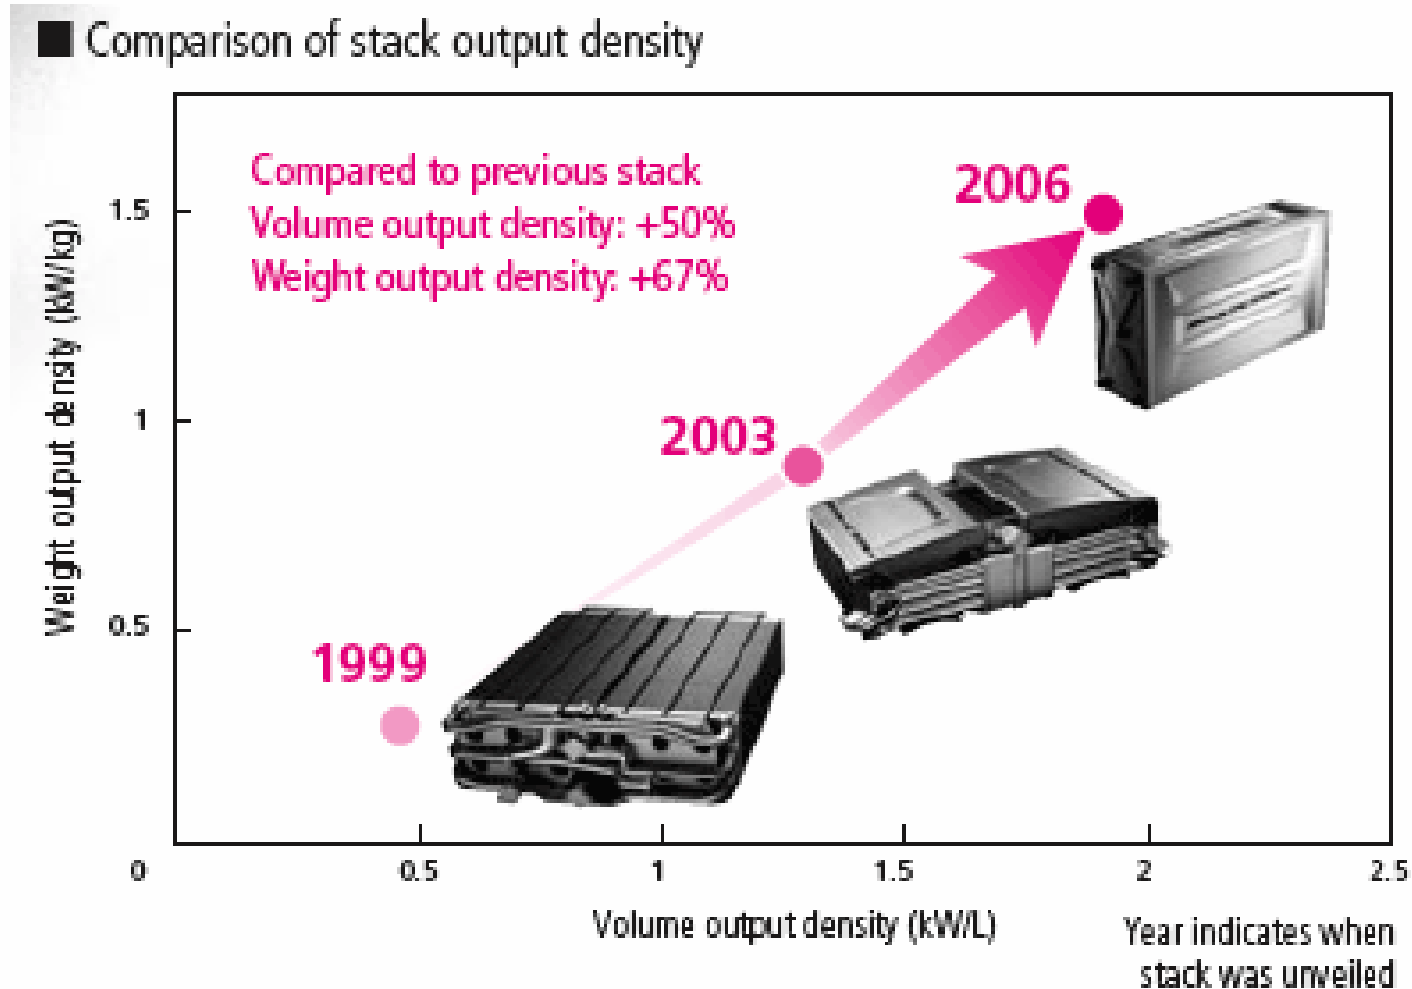 ■ Comparison of stack output density
Compared to previous stack
Volume output density: +50%
Weight output density: +67%
2006
2003
1999
Weight output density (kW/kg)
1.5
1
0.5
0
0.5
1
1.5
2
2.5
Volume output density (kW/L)
Year indicates when
stack was unveiled